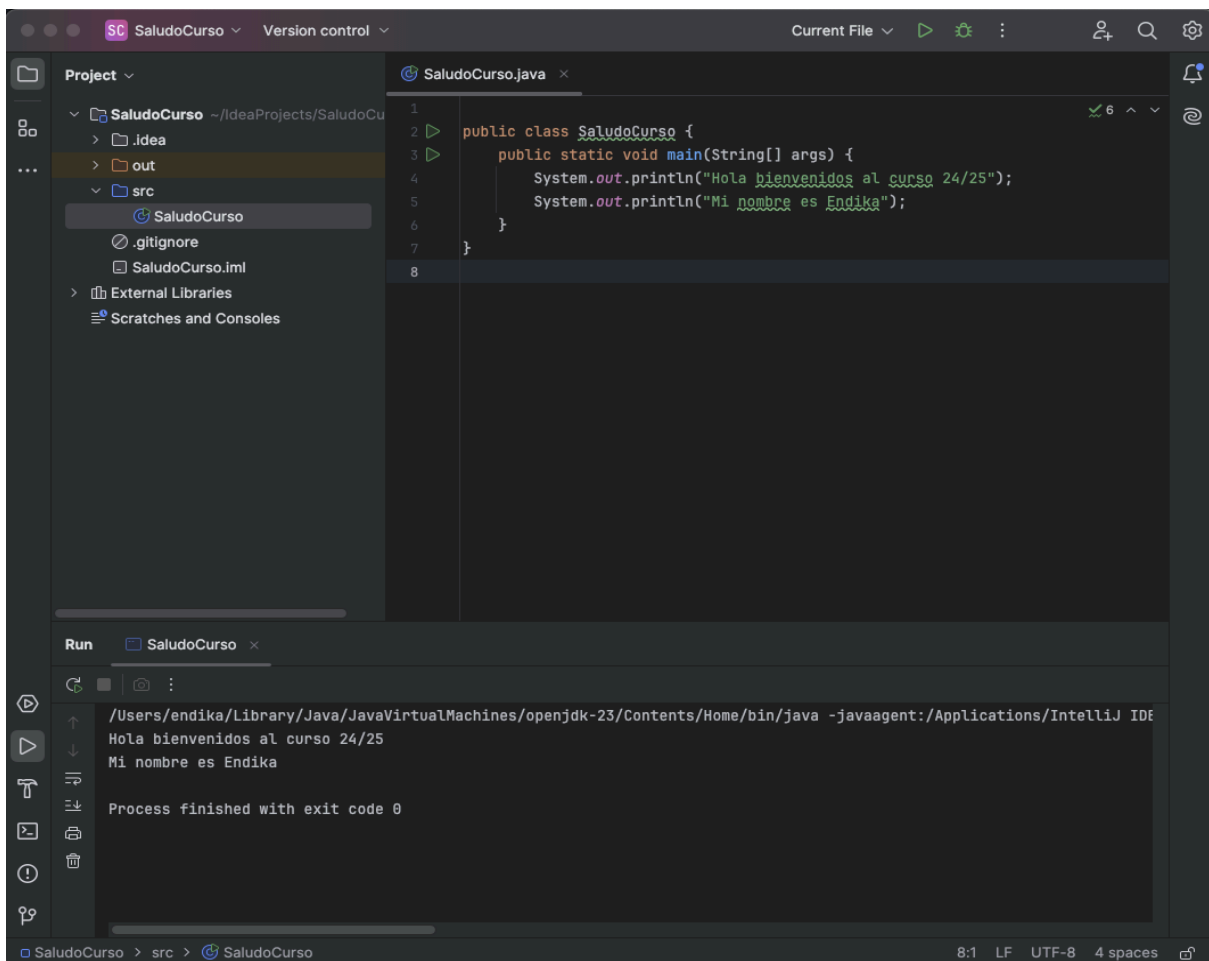 SC SaludoCurso Version control Current File
Project
SaludoCurso.java
SaludoCurso ~/IdeaProjects/SaludoCu
.idea
out
src
SaludoCurso
.gitignore
SaludoCurso.iml
External Libraries
Scratches and Consoles
6
1
2 public class SaludoCurso {
3 public static void main(String[] args) {
4 System.out.println("Hola bienvenidos al curso 24/25");
5 System.out.println("Mi nombre es Endika");
6 }
7 }
8
Run SaludoCurso
/Users/endika/Library/Java/JavaVirtualMachines/openjdk-23/Contents/Home/bin/java -javaagent:/Applications/IntelliJ IDE
Hola bienvenidos al curso 24/25
Mi nombre es Endika
Process finished with exit code 0
SaludoCurso > src > SaludoCurso 8:1 LF UTF-8 4 spaces